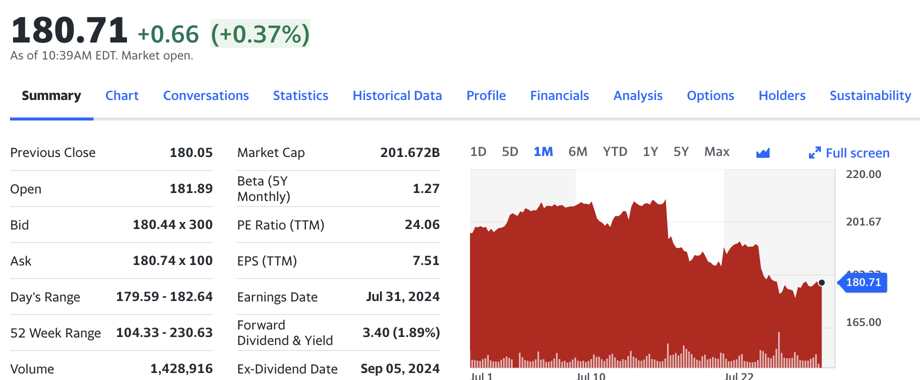 180.71 +0.66 (+0.37%)
As of 10:39AM EDT. Market open.
Summary Chart Conversations Statistics Historical Data Profile Financials Analysis Options Holders Sustainability
Previous Close 180.05
Open 181.89
Bid 180.44 x 300
Ask 180.74 x 100
Day's Range 179.59 - 182.64
52 Week Range 104.33 - 230.63
Volume 1,428,916
Market Cap 201.672B
Beta (5Y
Monthly) 1.27
PE Ratio (TTM) 24.06
EPS (TTM) 7.51
Earnings Date Jul 31, 2024
Forward
Dividend & Yield 3.40 (1.89%)
Ex-Dividend Date Sep 05, 2024
1D 5D 1M 6M YTD 1Y 5Y Max Full screen
220.00
201.67
180.71
165.00
Jul 1 Jul 10 Jul 22